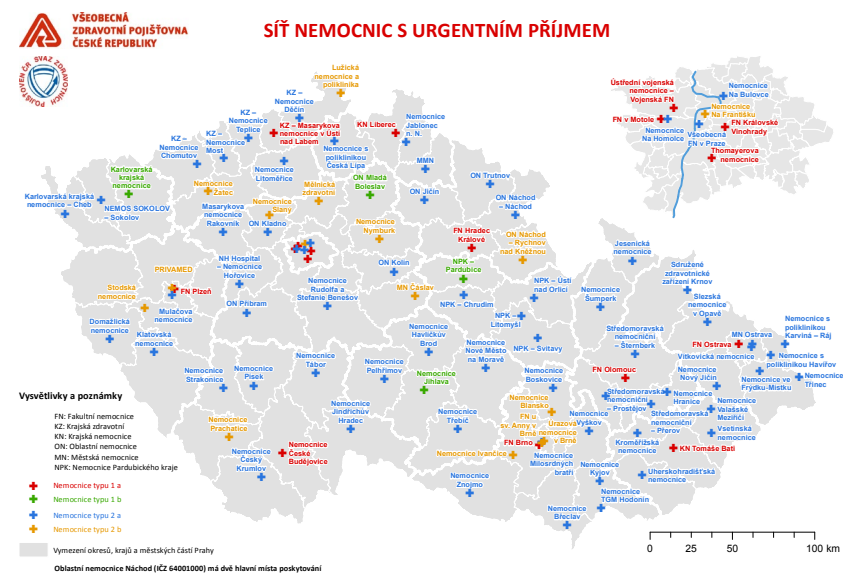 VŠEOBECNÁ
ZDRAVOTNÍ POJIŠŤOVNA
ČESKÉ REPUBLIKY
SVAZ ZDRAVOTNÍCH POJIŠŤOVEN ČR
SÍŤ NEMOCNIC S URGENTNÍM PŘÍJMEM
Ústřední vojenská
nemocnice –
Vojenská FN
Nemocnice
Na Bulovce
Nemocnice
Na Františku
FN v Motole
FN Královské
Vinohrady
Nemocnice
Na Homolce
Všeobecná
FN v Praze
Thomayerova
nemocnice
Lužická
nemocnice a
poliklinika
KZ –
Nemocnice
Děčín
KZ –
Nemocnice
Teplice
KZ – Masarykova
nemocnice v Ústí
nad Labem
KN Liberec
Nemocnice
Jablonec
n. N.
KZ –
Nemocnice
Most
KZ –
Nemocnice
Chomutov
Nemocnice s
poliklinikou
Česká Lípa
Nemocnice
Litoměřice
MMN
Karlovarská
krajská
nemocnice
ON Mladá
Boleslav
ON Trutnov
Karlovarská krajská
nemocnice – Cheb
Nemocnice
Žatec
Mělnická
zdravotní
ON Jičín
ON Náchod
– Náchod
NEMOS SOKOLOV
– Sokolov
Masarykova
nemocnice
Rakovník
Nemocnice
Slaný
ON Kladno
Nemocnice
Nymburk
FN Hradec
Králové
ON Náchod
– Rychnov
nad Kněžnou
Jesenická
nemocnice
NH Hospital
– Nemocnice
Hořovice
ON Kolín
NPK –
Pardubice
Sdružené
zdravotnické
zařízení Krnov
PRIVAMED
Stodská
nemocnice
FN Plzeň
Nemocnice
Rudolfa a
Stefanie Benešov
MN Čáslav
NPK – Ústí
nad Orlicí
Nemocnice
Šumperk
Slezská
nemocnice
v Opavě
Mulačova
nemocnice
ON Příbram
NPK – Chrudim
NPK –
Litomyšl
Nemocnice s
poliklinikou
Karviná – Ráj
Domažlická
nemocnice
Klatovská
nemocnice
Nemocnice
Havlíčkův
Brod
NPK – Svitavy
Středomoravská
nemocniční
– Šternberk
MN Ostrava
FN Ostrava
Vítkovická nemocnice
Nemocnice s
poliklinikou Havířov
Nemocnice
Strakonice
Nemocnice
Písek
Nemocnice
Tábor
Nemocnice
Pelhřimov
Nemocnice
Nové Město
na Moravě
Nemocnice
Boskovice
FN Olomouc
Nemocnice
Nový Jičín
Nemocnice ve
Frýdku-Místku
Nemocnice
Třinec
Nemocnice
Jihlava
Středomoravská
nemocniční
– Prostějov
Nemocnice
Hranice
Nemocnice
Valašské
Meziříčí
Nemocnice
Prachatice
Nemocnice
Jindřichův
Hradec
Nemocnice
Třebíč
Nemocnice
Blansko
FN u
sv. Anny v
Brně
Úrazová
nemocnice
v Brně
Nemocnice
Vyškov
Středomoravská
nemocniční
– Přerov
Vsetínská
nemocnice
Nemocnice
Český
Krumlov
Nemocnice
České
Budějovice
FN Brno
Nemocnice Ivančice
Nemocnice
Milosrdných
bratří
Kroměřížská
nemocnice
KN Tomáše Bati
Nemocnice
Znojmo
Nemocnice
Kyjov
Uherskohradišťská
nemocnice
Nemocnice
TGM Hodonín
Nemocnice
Břeclav
Vysvětlivky a poznámky
FN: Fakultní nemocnice
KZ: Krajská zdravotní
KN: Krajská nemocnice
ON: Oblastní nemocnice
MN: Městská nemocnice
NPK: Nemocnice Pardubického kraje
Nemocnice typu 1 a
Nemocnice typu 1 b
Nemocnice typu 2 a
Nemocnice typu 2 b
Vymezení okresů, krajů a městských částí Prahy
Oblastní nemocnice Náchod (IČZ 64001000) má dvě hlavní místa poskytování
0 25 50 100 km